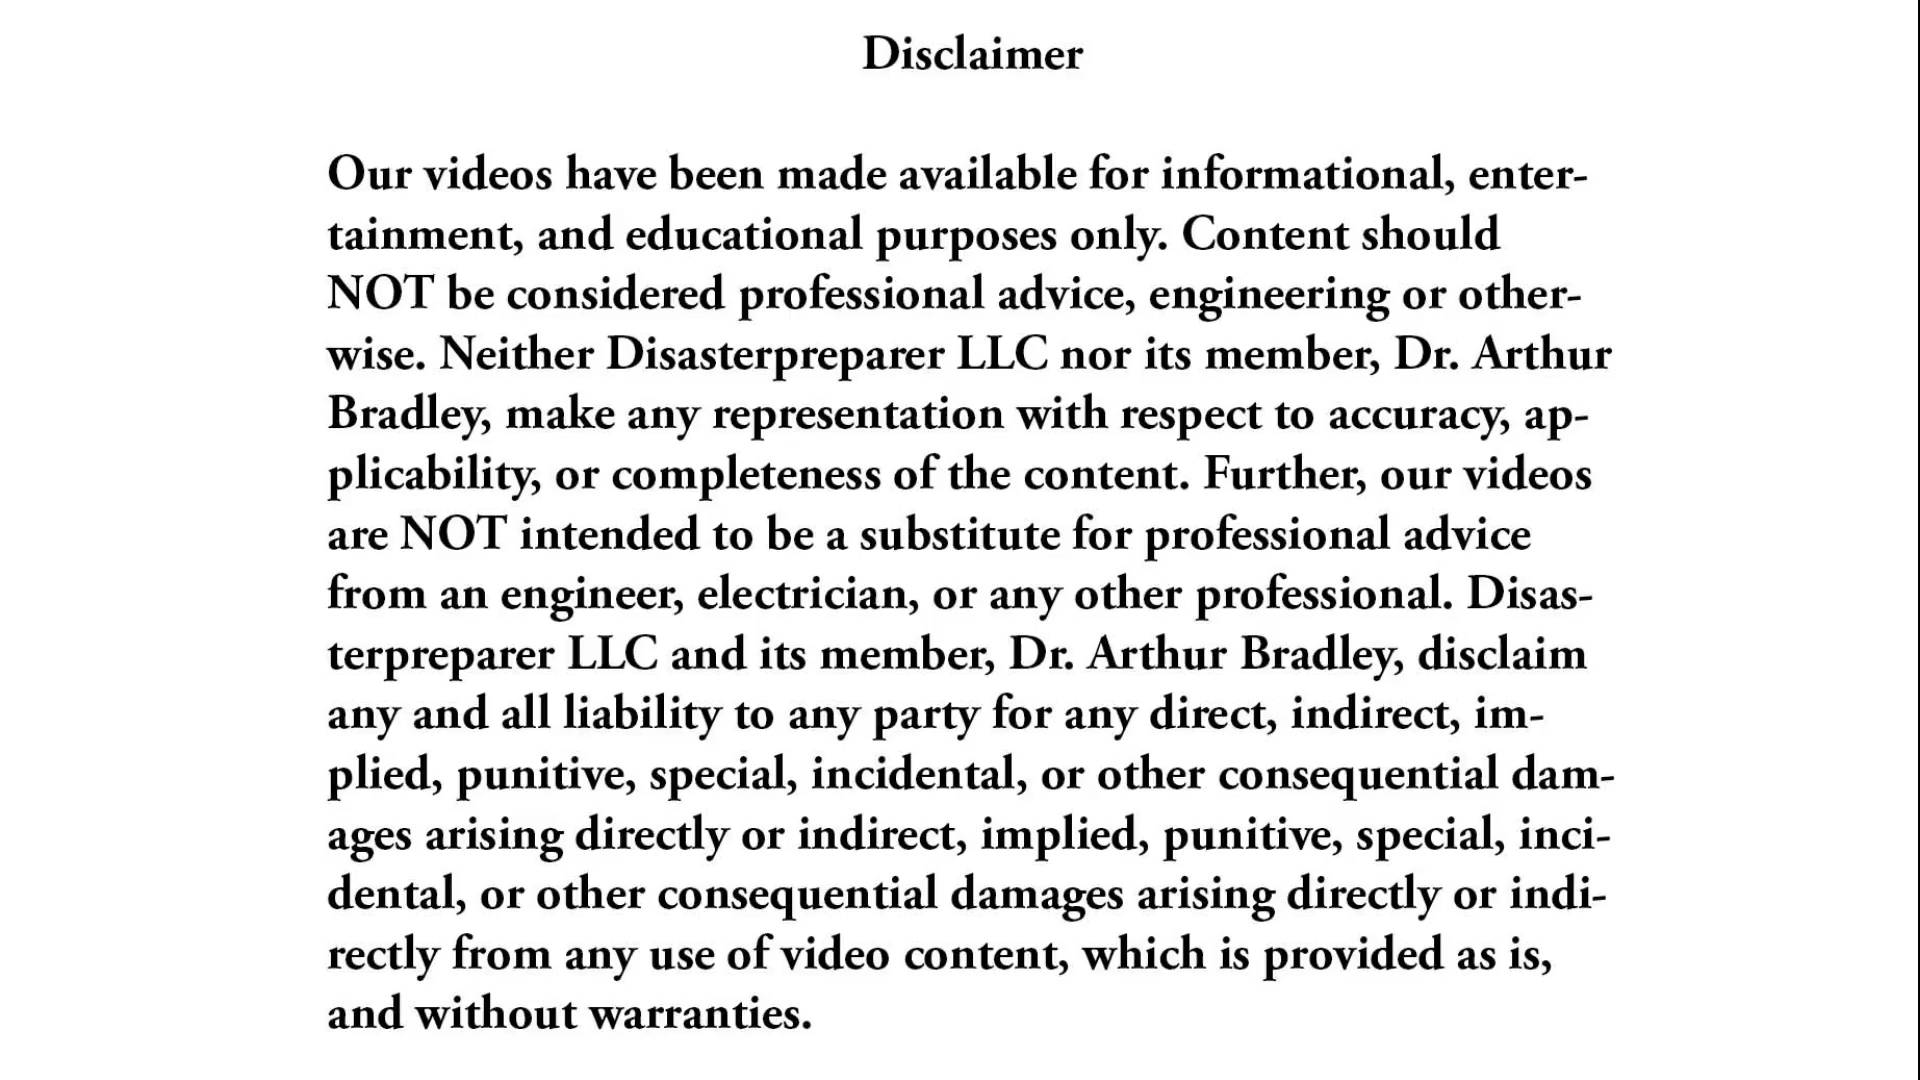 Disclaimer
Our videos have been made available for informational, enter-
tainment, and educational purposes only. Content should
NOT be considered professional advice, engineering or other-
wise. Neither Disasterpreparer LLC nor its member, Dr. Arthur
Bradley, make any representation with respect to accuracy, ap-
plicability, or completeness of the content. Further, our videos
are NOT intended to be a substitute for professional advice
from an engineer, electrician, or any other professional. Disas-
terpreparer LLC and its member, Dr. Arthur Bradley, disclaim
any and all liability to any party for any direct, indirect, im-
plied, punitive, special, incidental, or other consequential dam-
ages arising directly or indirect, implied, punitive, special, inci-
dental, or other consequential damages arising directly or indi-
rectly from any use of video content, which is provided as is,
and without warranties.